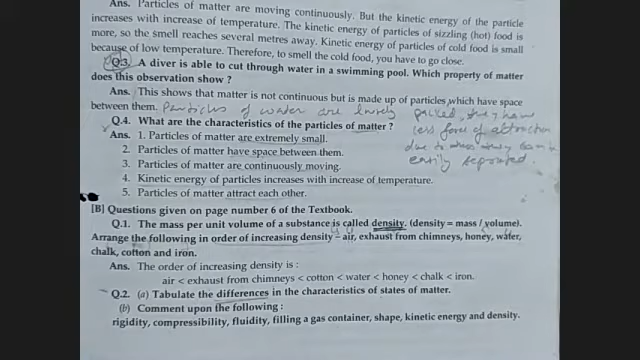 Ans. Particles of matter are moving continuously. But the kinetic energy of the particle
increases with increase of temperature. The kinetic energy of particles of sizzling (hot) food is
more, so the smell reaches several metres away. Kinetic energy of particles of cold food is small
because of low temperature. Therefore, to smell the cold food, you have to go close.
Q.3. A diver is able to cut through water in a swimming pool. Which property of matter
does this observation show ?
Ans. This shows that matter is not continuous but is made up of particles which have space
between them. Particles of water are packed, they have
Q.4. What are the characteristics of the particles of matter ? less force of attraction
Ans. 1. Particles of matter are extremely small. due to which they can be
2. Particles of matter have space between them. easily seprated.
3. Particles of matter are continuously moving.
4. Kinetic energy of particles increases with increase of temperature.
5. Particles of matter attract each other.
[B] Questions given on page number 6 of the Textbook.
Q.1. The mass per unit volume of a substance is called density. (density = mass / volume).
Arrange the following in order of increasing density – air, exhaust from chimneys, honey, water,
chalk, cotton and iron.
Ans. The order of increasing density is :
air < exhaust from chimneys < cotton < water < honey < chalk < iron.
Q.2. (a) Tabulate the differences in the characteristics of states of matter.
(b) Comment upon the following :
rigidity, compressibility, fluidity, filling a gas container, shape, kinetic energy and density.